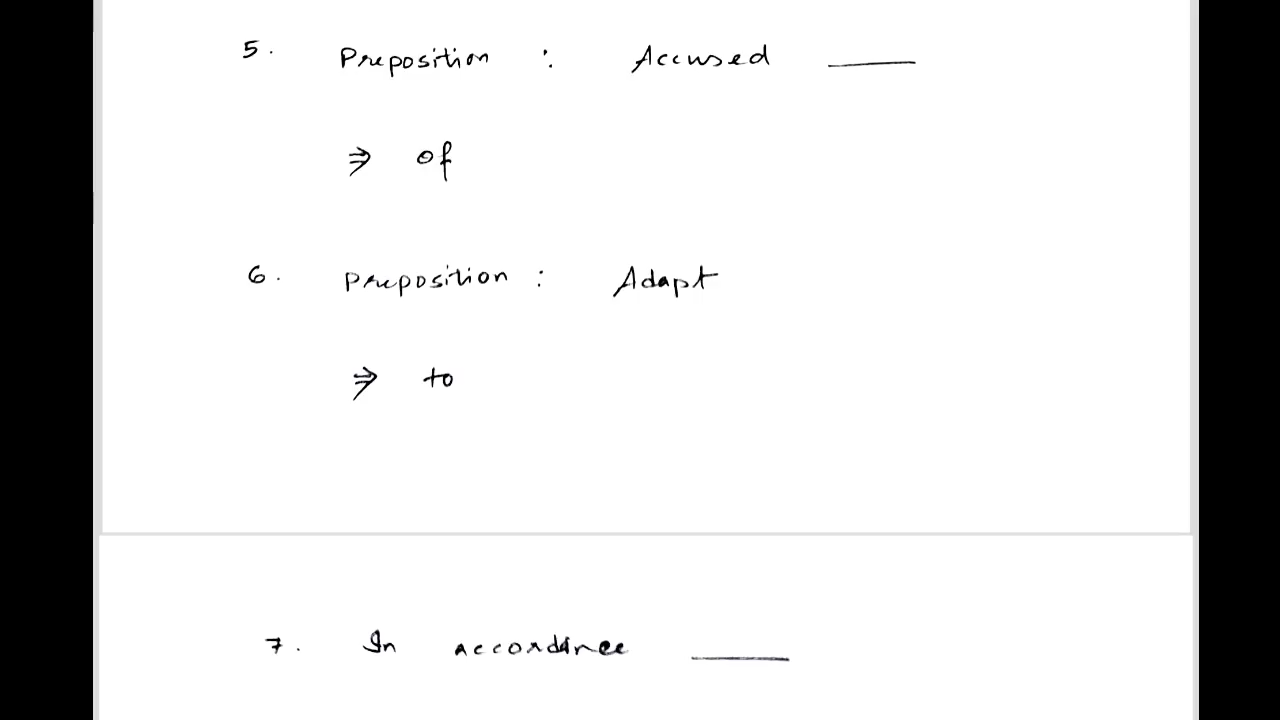 5. Preposition : Accused ____
⇒ of
6. Preposition : Adapt
⇒ to
7. In accordance ____